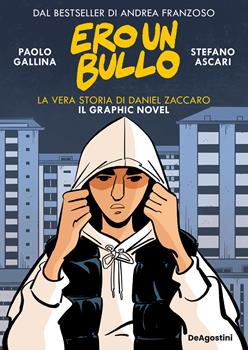 DAL BESTSELLER DI ANDREA FRANZOSO
ERO UN
BULLO
PAOLO
GALLINA
STEFANO
ASCARI
LA VERA STORIA DI DANIEL ZACCARO
IL GRAPHIC NOVEL
DeAgostini